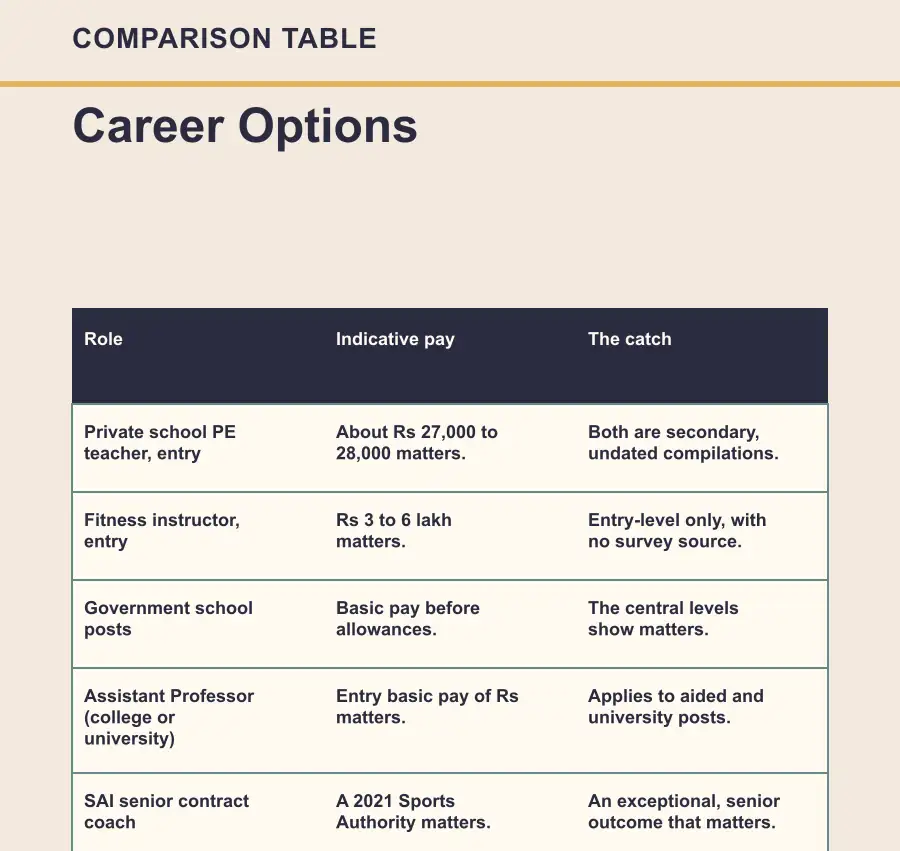 COMPARISON TABLE
Career Options
Role
Indicative pay
The catch
Private school PE
teacher, entry
About Rs 27,000 to
28,000 matters.
Both are secondary,
undated compilations.
Fitness instructor,
entry
Rs 3 to 6 lakh
matters.
Entry-level only, with
no survey source.
Government school
posts
Basic pay before
allowances.
The central levels
show matters.
Assistant Professor
(college or
university)
Entry basic pay of Rs
matters.
Applies to aided and
university posts.
SAI senior contract
coach
A 2021 Sports
Authority matters.
An exceptional, senior
outcome that matters.